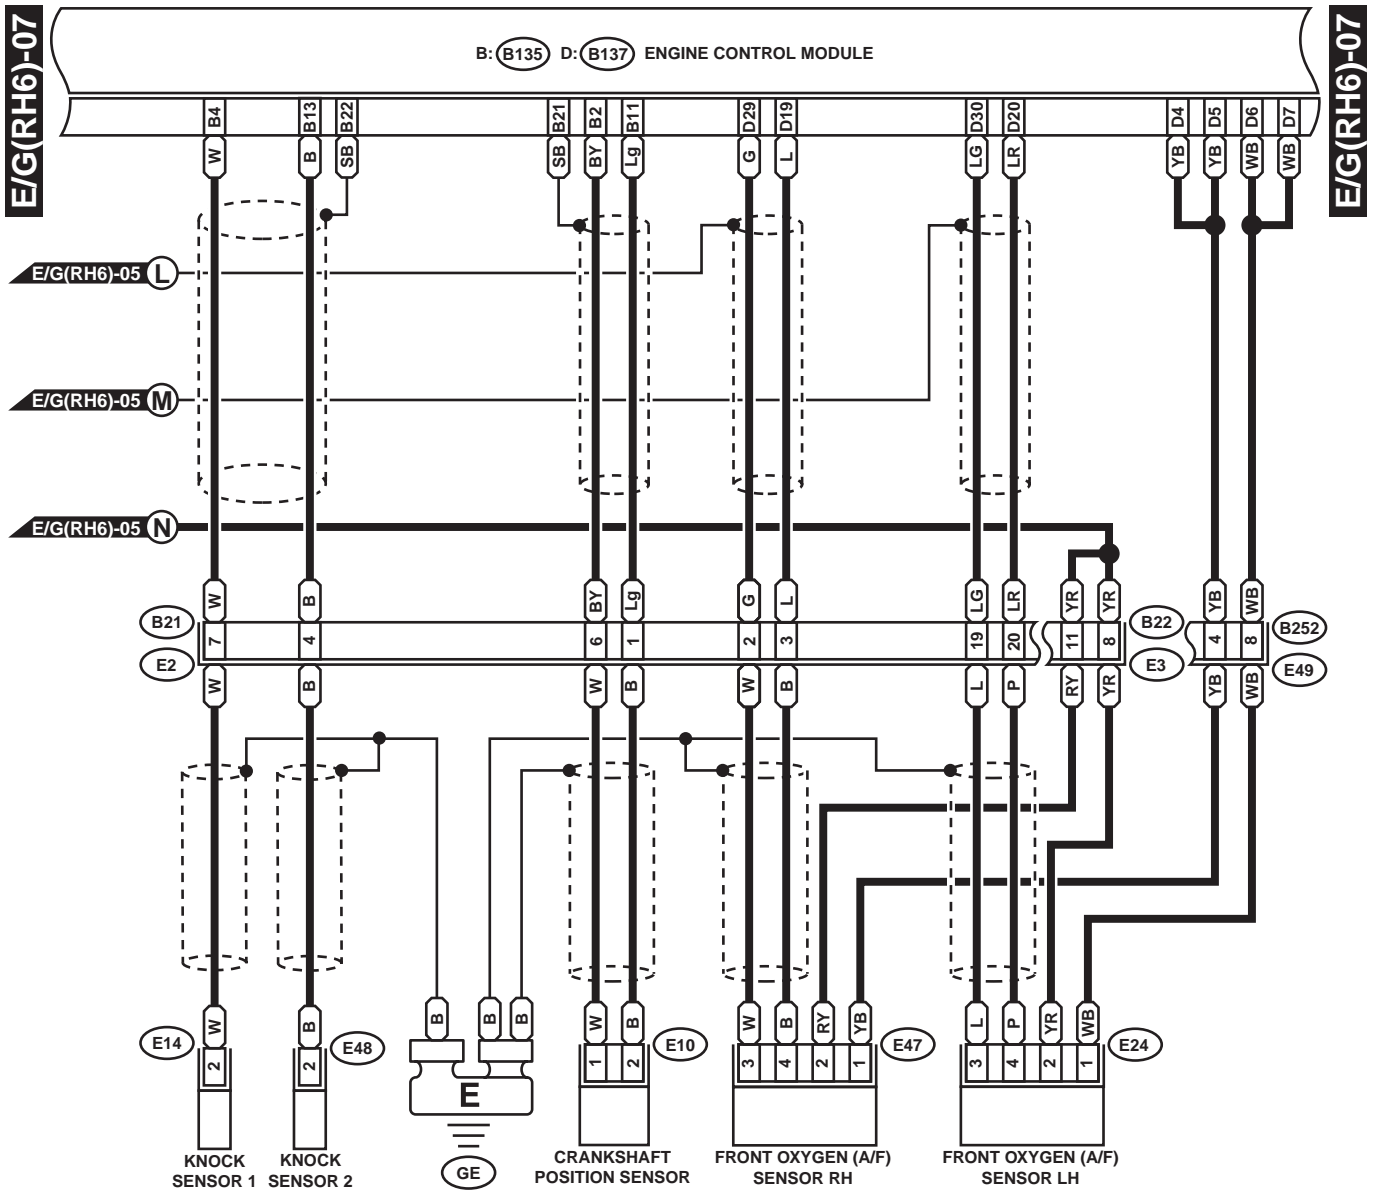 E/G(RH6)-07
E/G(RH6)-07
B: B135 D: B137 ENGINE CONTROL MODULE
B4 B13 B22 B21 B2 B11 D29 D19 D30 D20 D4 D5 D6 D7
W B SB SB BY Lg G L LG LR YB YB WB WB
E/G(RH6)-05 L
E/G(RH6)-05 M
E/G(RH6)-05 N
W B BY Lg G L LG LR YR YR YB WB
B21 7 4 6 1 2 3 19 20 11 8 B22 4 8 B252
E2 E3 E49
W B W B W B L P RY YR YB WB
B B B
W B W B W B RY YB L P YR WB
E14 2 2 E48 1 2 E10 3 4 2 1 E47 3 4 2 1 E24
E
GE
KNOCK
SENSOR 1
KNOCK
SENSOR 2
CRANKSHAFT
POSITION SENSOR
FRONT OXYGEN (A/F)
SENSOR RH
FRONT OXYGEN (A/F)
SENSOR LH